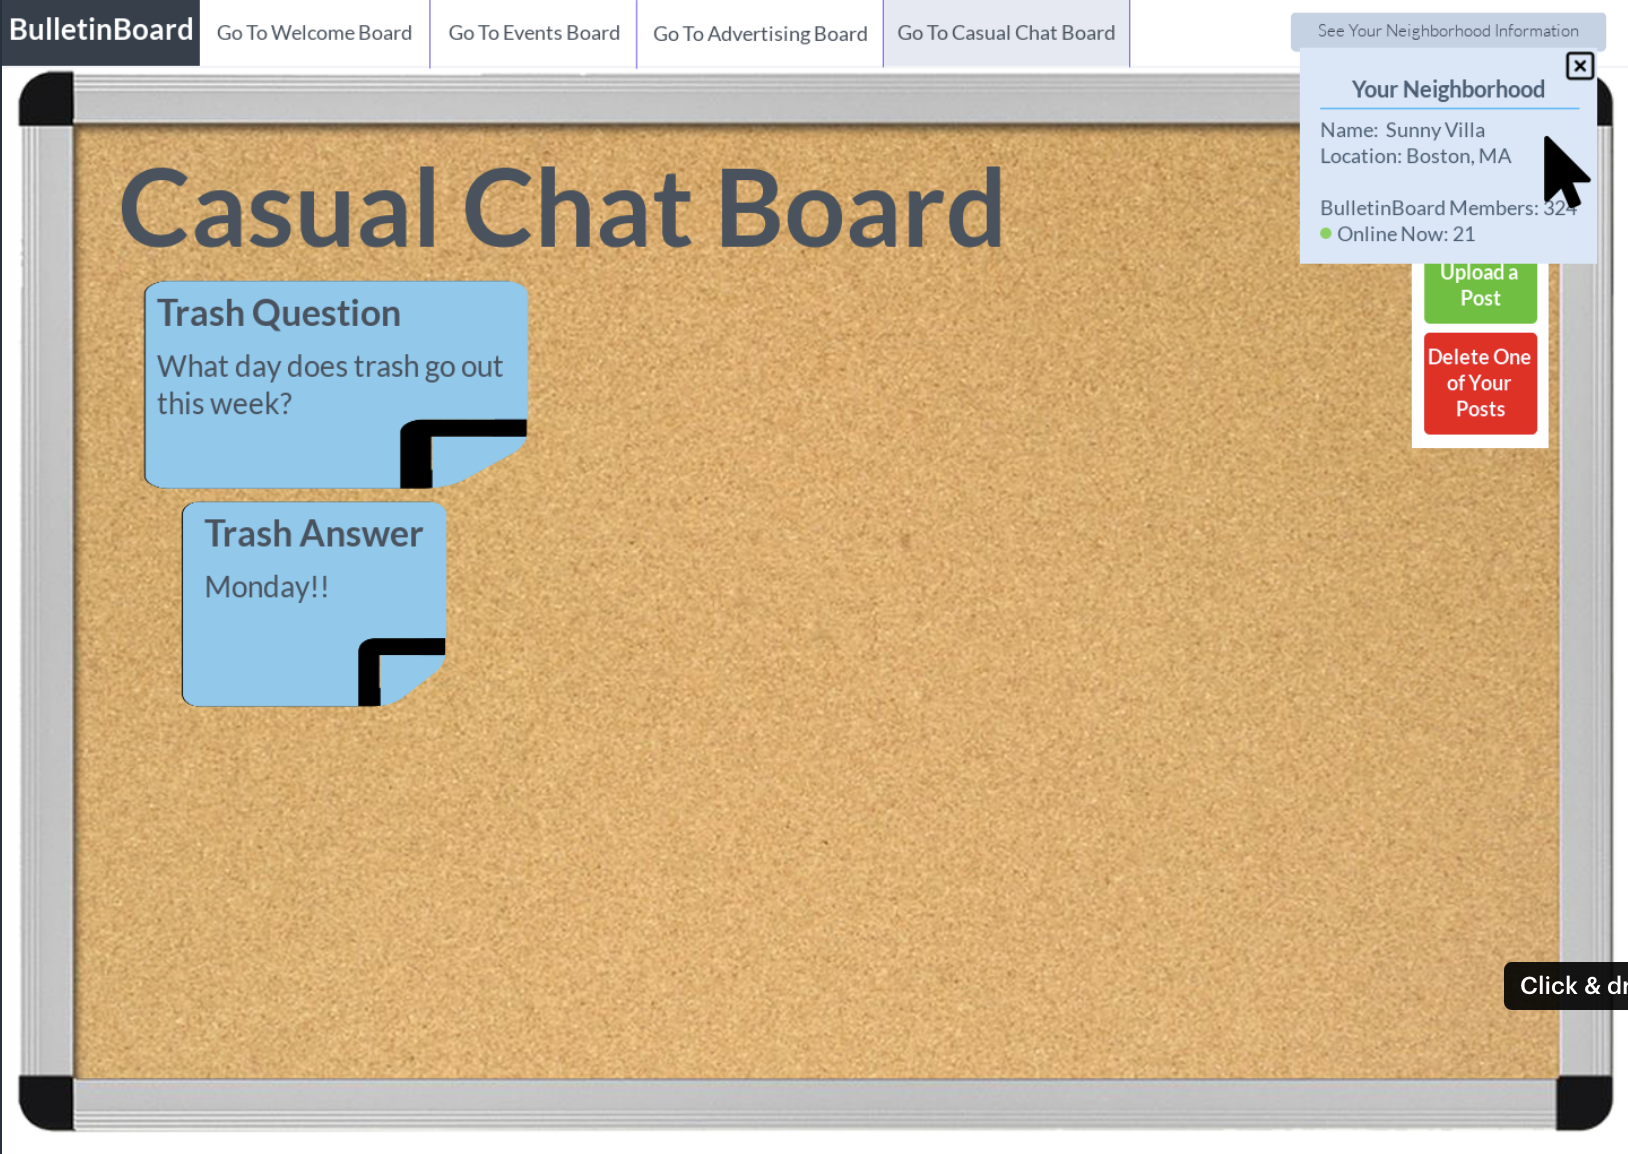 BulletinBoard
Go To Welcome Board
Go To Events Board
Go To Advertising Board
Go To Casual Chat Board
See Your Neighborhood Information
Your Neighborhood
Name: Sunny Villa
Location: Boston, MA
BulletinBoard Members: 324
Online Now: 21
Upload a
Post
Delete One
of Your
Posts
Casual Chat Board
Trash Question
What day does trash go out
this week?
Trash Answer
Monday!!
Click & dr